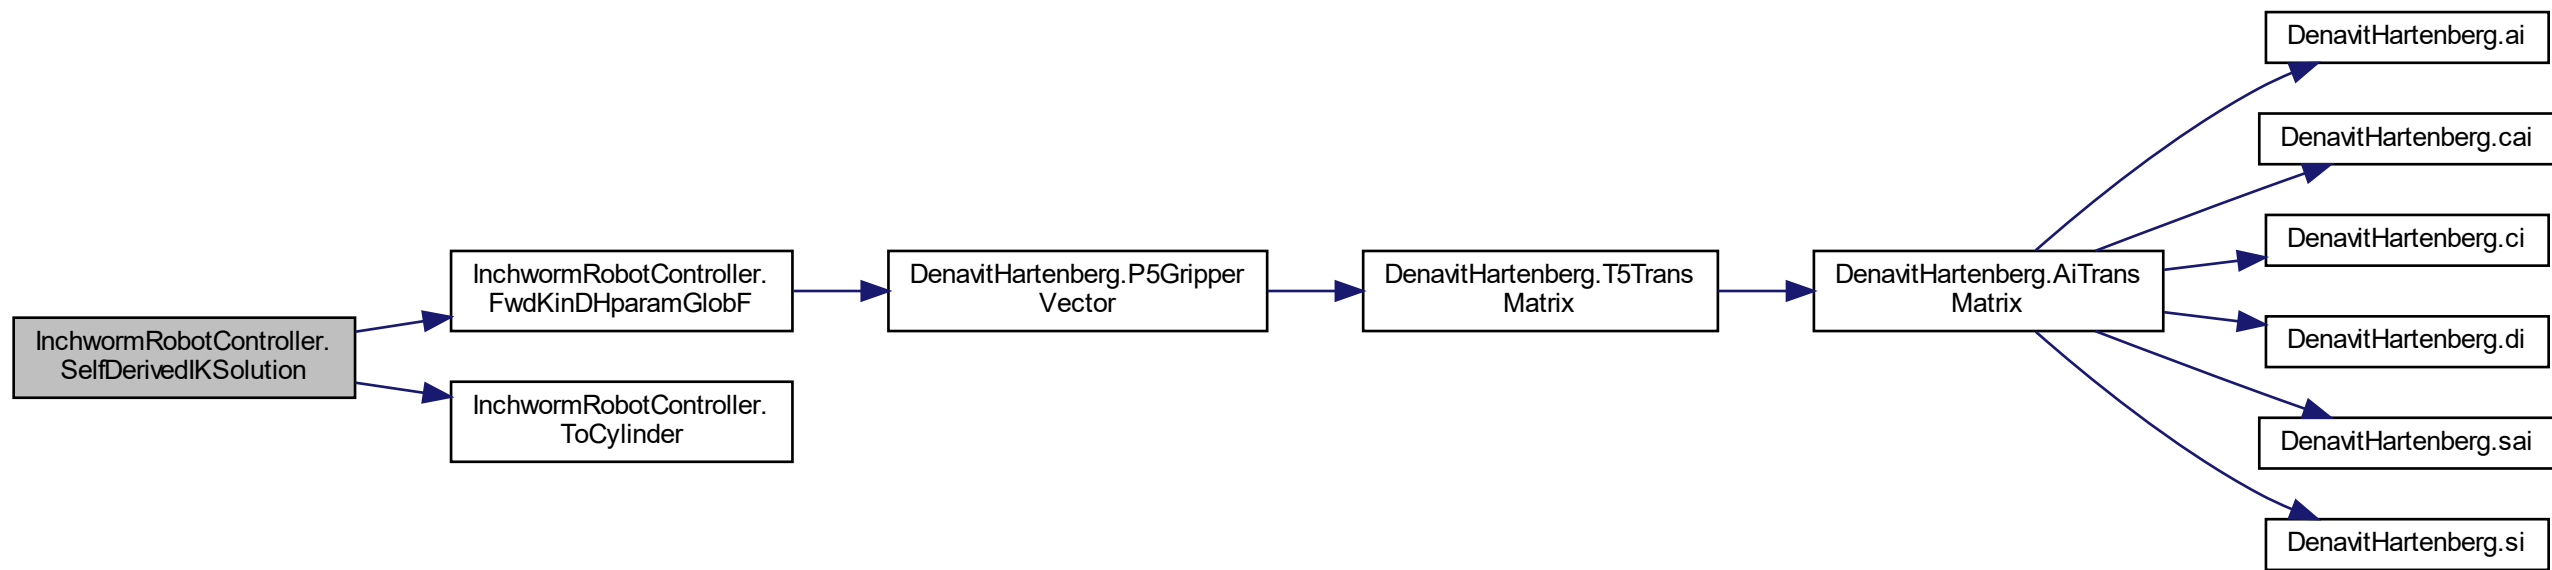 InchwormRobotController.
SelfDerivedIKSolution
InchwormRobotController.
FwdKinDHparamGlobF
InchwormRobotController.
ToCylinder
DenavitHartenberg.P5Gripper
Vector
DenavitHartenberg.T5Trans
Matrix
DenavitHartenberg.AiTrans
Matrix
DenavitHartenberg.ai
DenavitHartenberg.cai
DenavitHartenberg.ci
DenavitHartenberg.di
DenavitHartenberg.sai
DenavitHartenberg.si